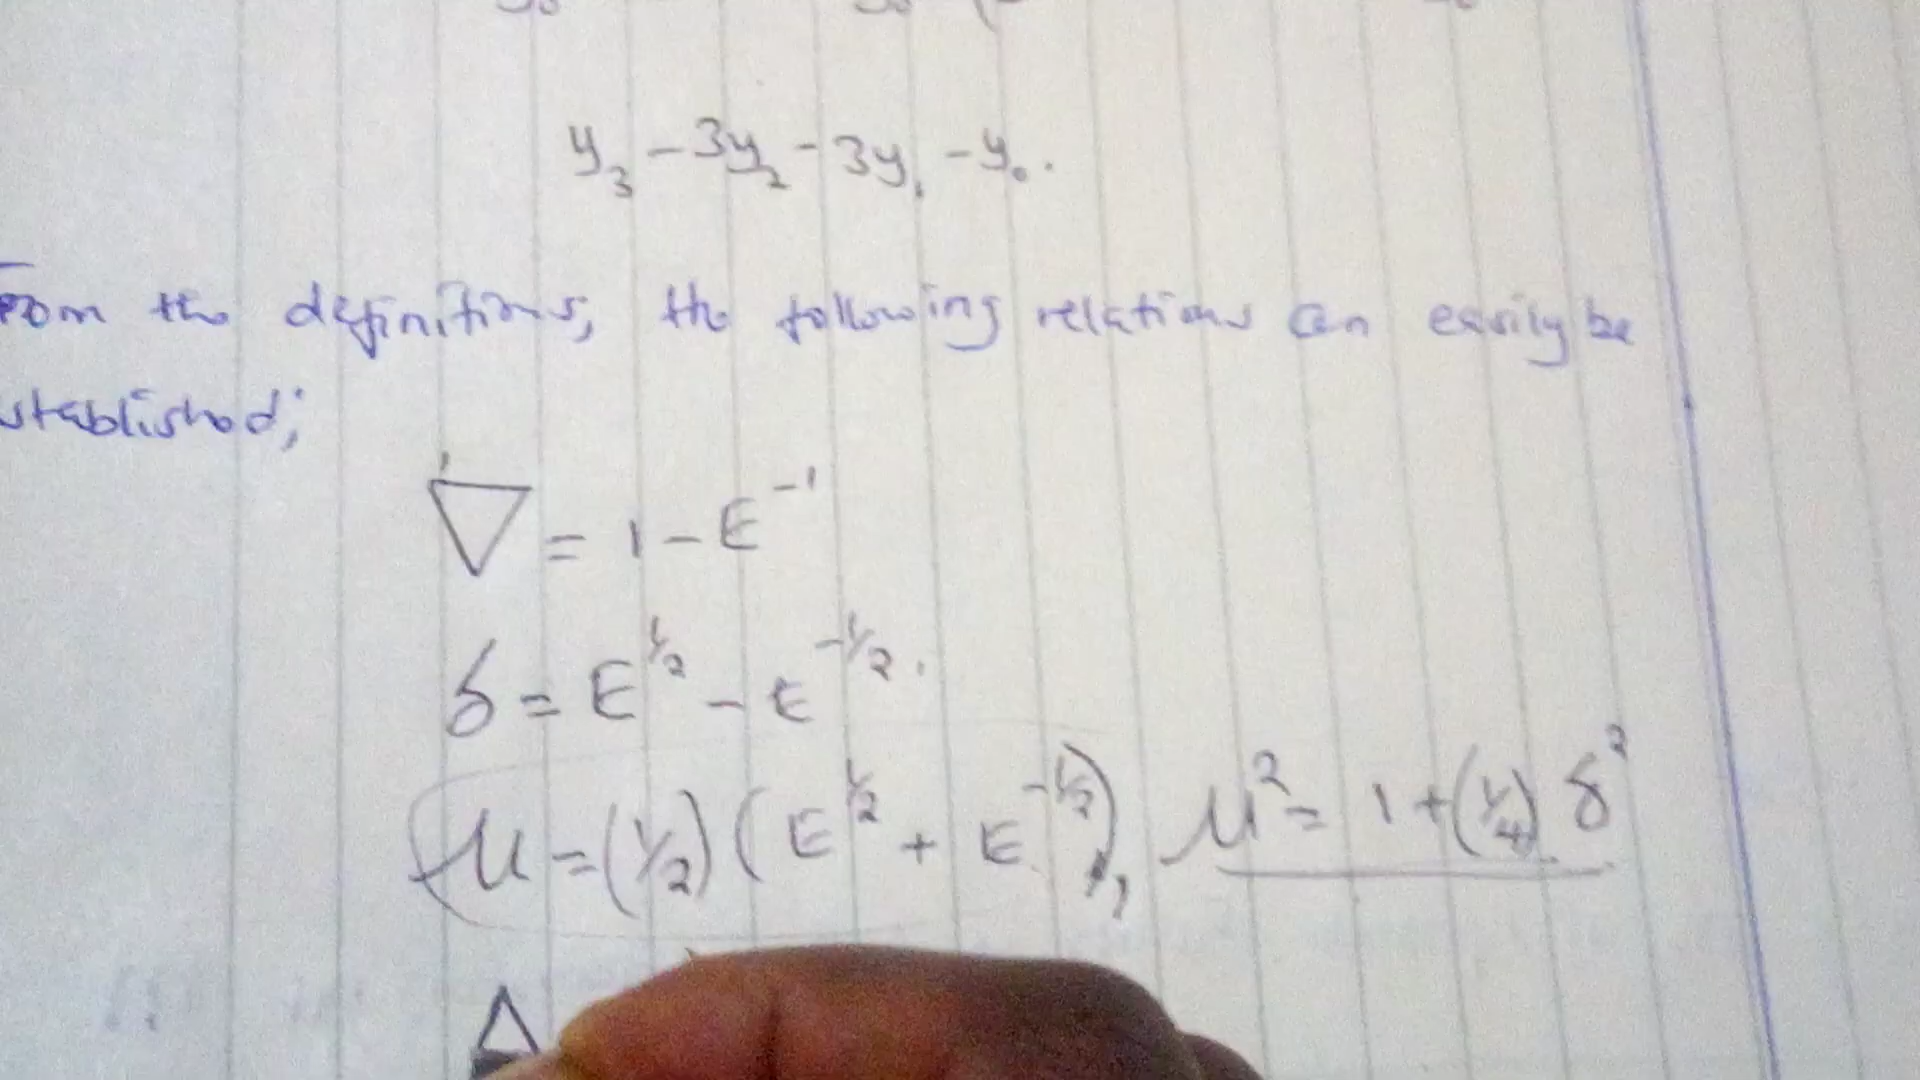 y₃ - 3y₂ - 3y₁ - y₀.
From the definitions, the following relations can easily be
stablished;
▽ = 1 - E⁻¹
δ = E^½ - E^-½.
μ = (½)(E^½ + E^-½), μ² = 1 + (¼) δ²
△